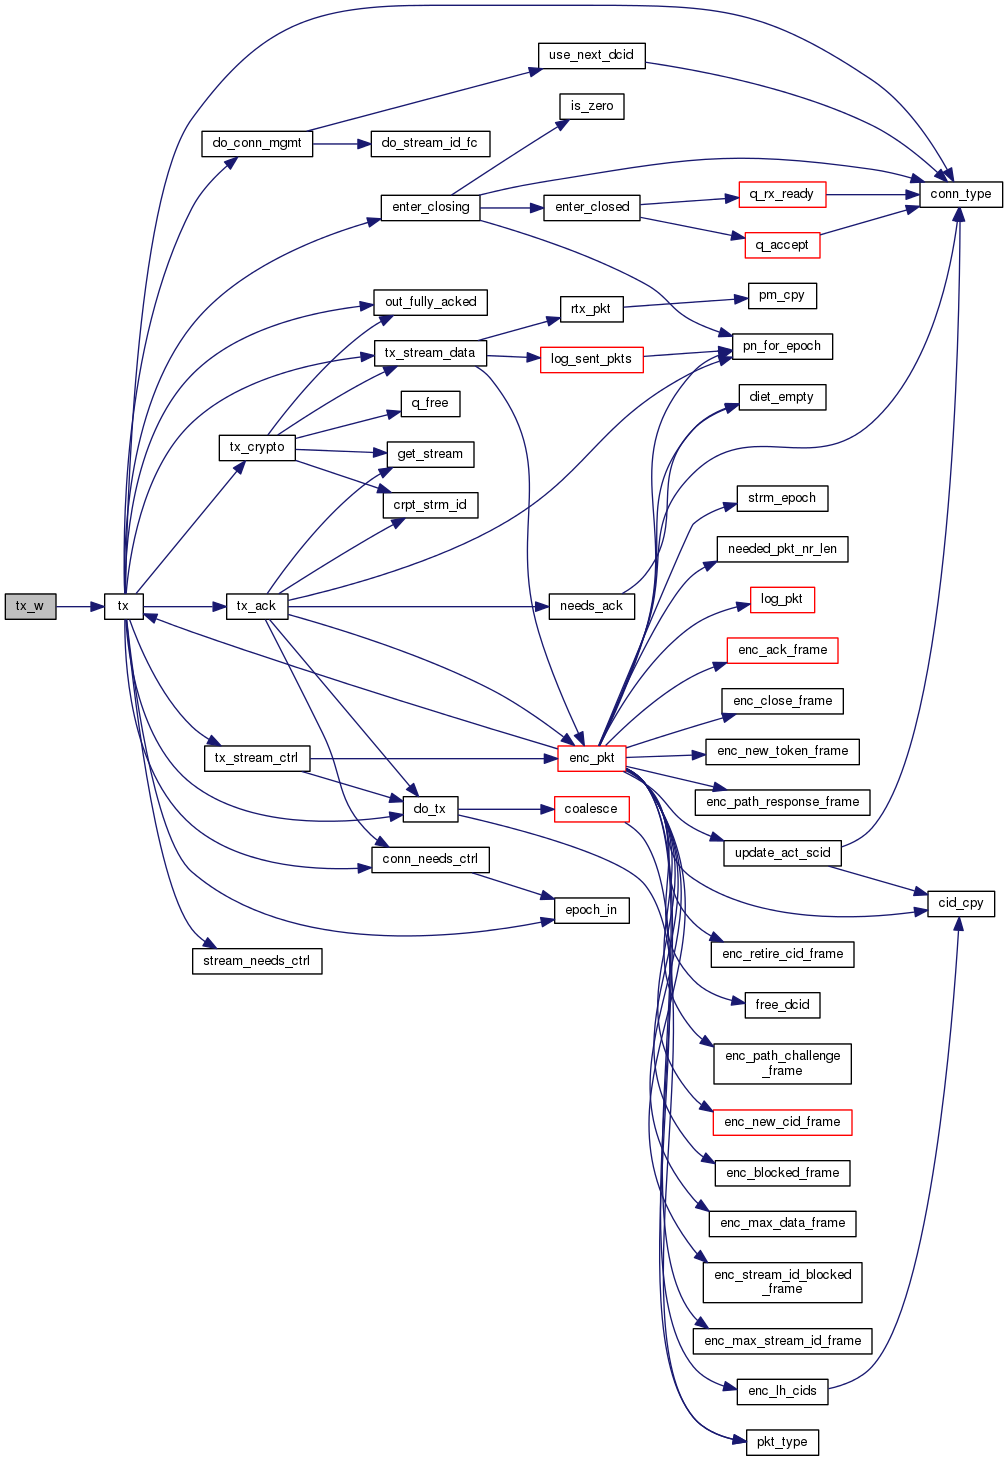 use_next_dcid
is_zero
do_conn_mgmt
do_stream_id_fc
q_rx_ready
conn_type
enter_closing
enter_closed
q_accept
out_fully_acked
rtx_pkt
pm_cpy
tx_stream_data
log_sent_pkts
pn_for_epoch
q_free
diet_empty
tx_crypto
get_stream
crpt_strm_id
strm_epoch
needed_pkt_nr_len
tx_w
tx
tx_ack
needs_ack
log_pkt
enc_ack_frame
enc_close_frame
tx_stream_ctrl
enc_pkt
enc_new_token_frame
do_tx
coalesce
enc_path_response_frame
conn_needs_ctrl
update_act_scid
epoch_in
cid_cpy
stream_needs_ctrl
enc_retire_cid_frame
free_dcid
enc_path_challenge
_frame
enc_new_cid_frame
enc_blocked_frame
enc_max_data_frame
enc_stream_id_blocked
_frame
enc_max_stream_id_frame
enc_lh_cids
pkt_type